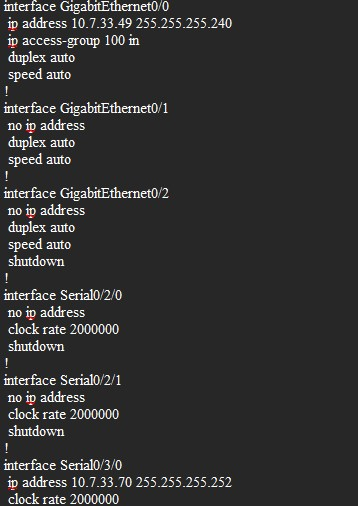 interface GigabitEthernet0/0
ip address 10.7.33.49 255.255.255.240
ip access-group 100 in
duplex auto
speed auto
!
interface GigabitEthernet0/1
no ip address
duplex auto
speed auto
!
interface GigabitEthernet0/2
no ip address
duplex auto
speed auto
shutdown
!
interface Serial0/2/0
no ip address
clock rate 2000000
shutdown
!
interface Serial0/2/1
no ip address
clock rate 2000000
shutdown
!
interface Serial0/3/0
ip address 10.7.33.70 255.255.255.252
clock rate 2000000